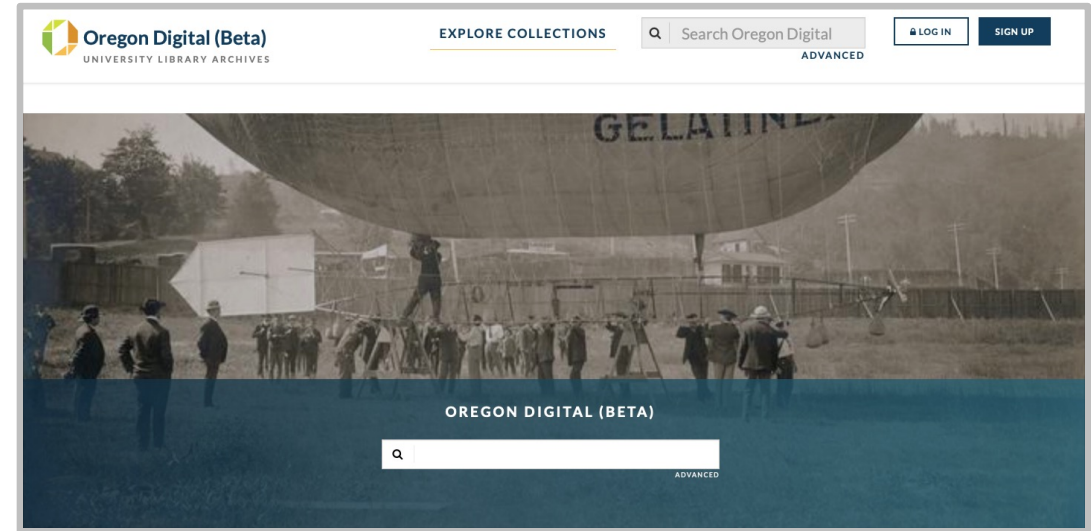 Oregon Digital (Beta)
UNIVERSITY LIBRARY ARCHIVES
EXPLORE COLLECTIONS
Search Oregon Digital
ADVANCED
LOG IN
SIGN UP
OREGON DIGITAL (BETA)
ADVANCED